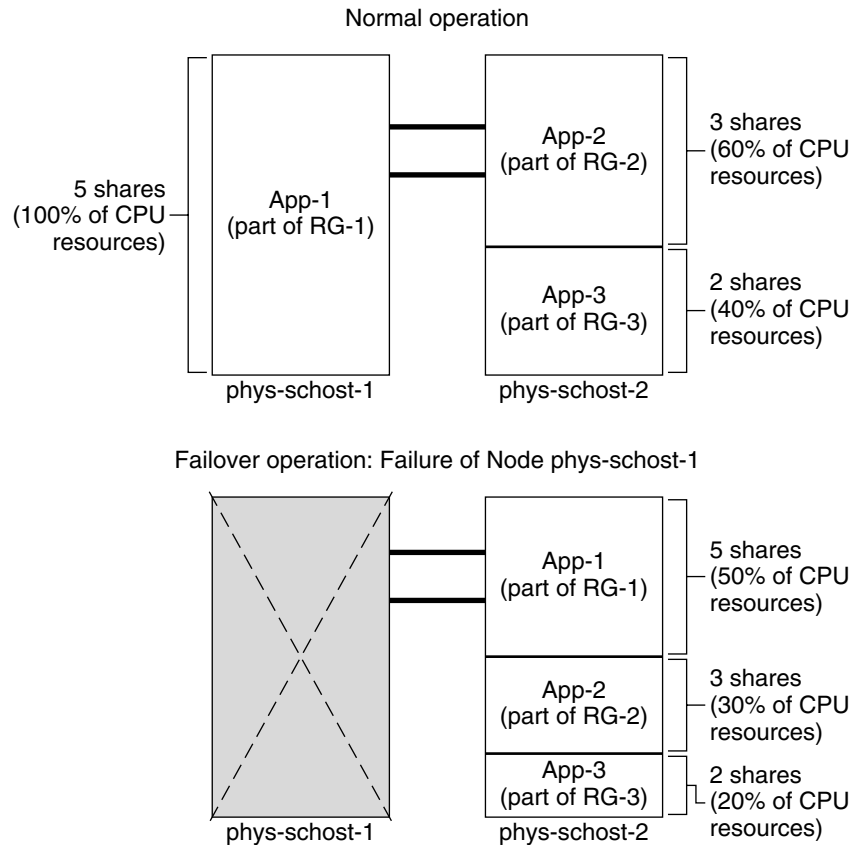 Normal operation
5 shares
(100% of CPU
resources)
App-1
(part of RG-1)
App-2
(part of RG-2)
3 shares
(60% of CPU
resources)
App-3
(part of RG-3)
2 shares
(40% of CPU
resources)
phys-schost-1
phys-schost-2
Failover operation: Failure of Node phys-schost-1
App-1
(part of RG-1)
5 shares
(50% of CPU
resources)
App-2
(part of RG-2)
3 shares
(30% of CPU
resources)
App-3
(part of RG-3)
2 shares
(20% of CPU
resources)
phys-schost-1
phys-schost-2